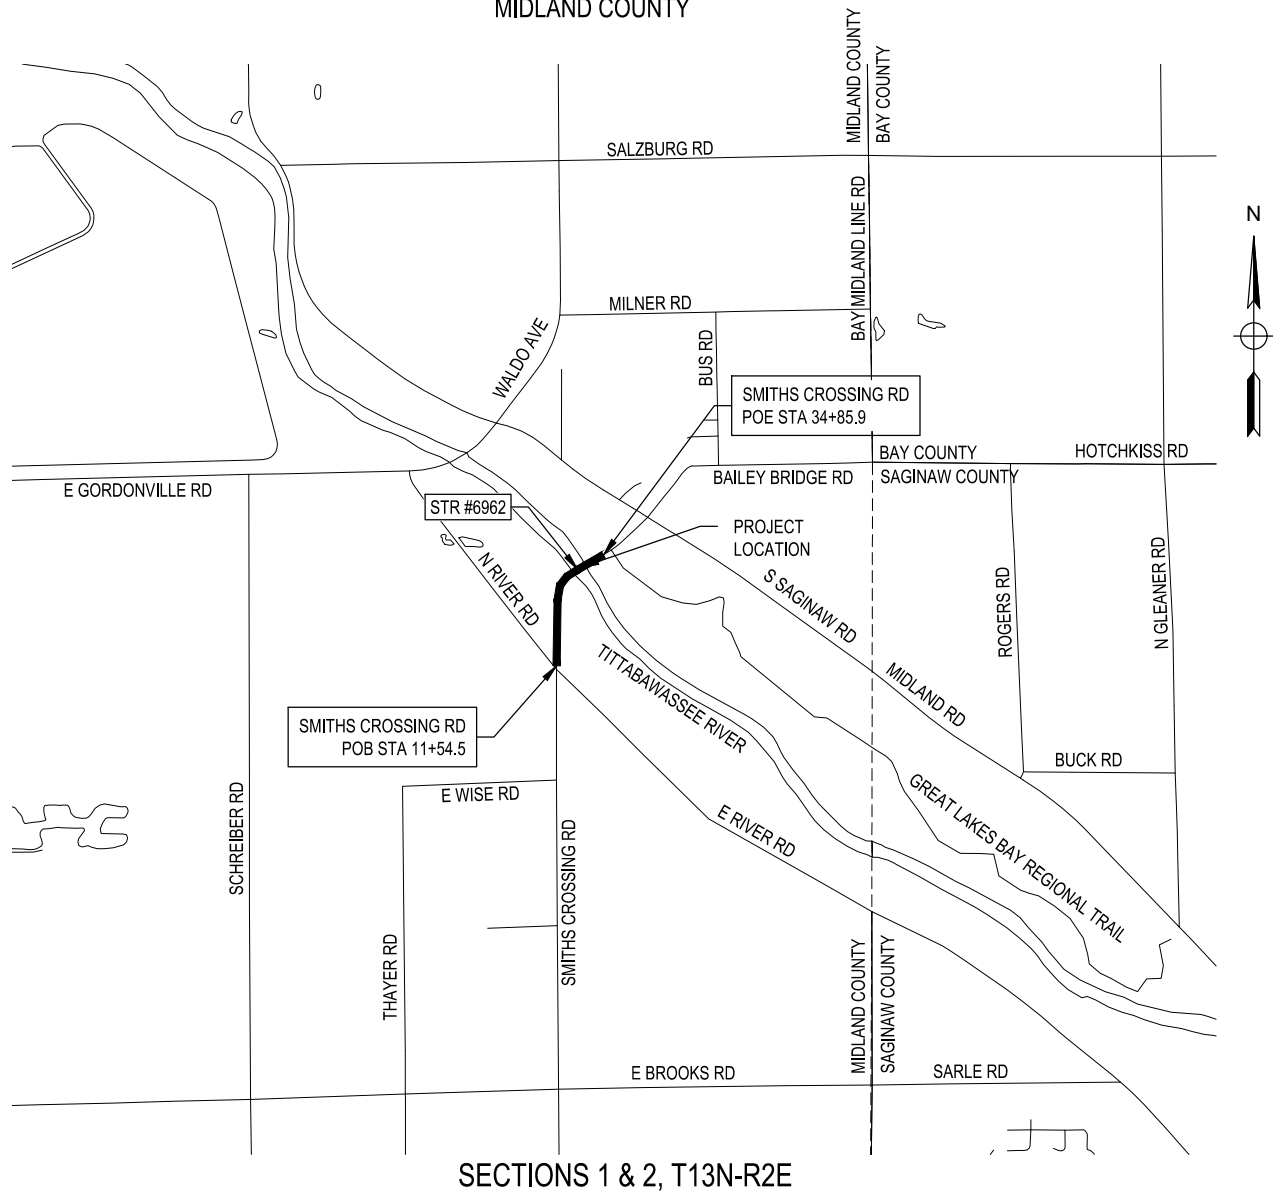 MIDLAND COUNTY
MIDLAND COUNTY
BAY COUNTY
SALZBURG RD
BAY MIDLAND LINE RD
N
MILNER RD
WALDO AVE
BUS RD
SMITHS CROSSING RD
POE STA 34+85.9
BAY COUNTY
HOTCHKISS RD
E GORDONVILLE RD
BAILEY BRIDGE RD
SAGINAW COUNTY
STR #6962
PROJECT
LOCATION
N RIVER RD
S SAGINAW RD
ROGERS RD
N GLEANER RD
TITTABAWASSEE RIVER
MIDLAND RD
SMITHS CROSSING RD
POB STA 11+54.5
BUCK RD
E WISE RD
E RIVER RD
GREAT LAKES BAY REGIONAL TRAIL
SCHREIBER RD
SMITHS CROSSING RD
THAYER RD
MIDLAND COUNTY
SAGINAW COUNTY
E BROOKS RD
SARLE RD
SECTIONS 1 & 2, T13N-R2E